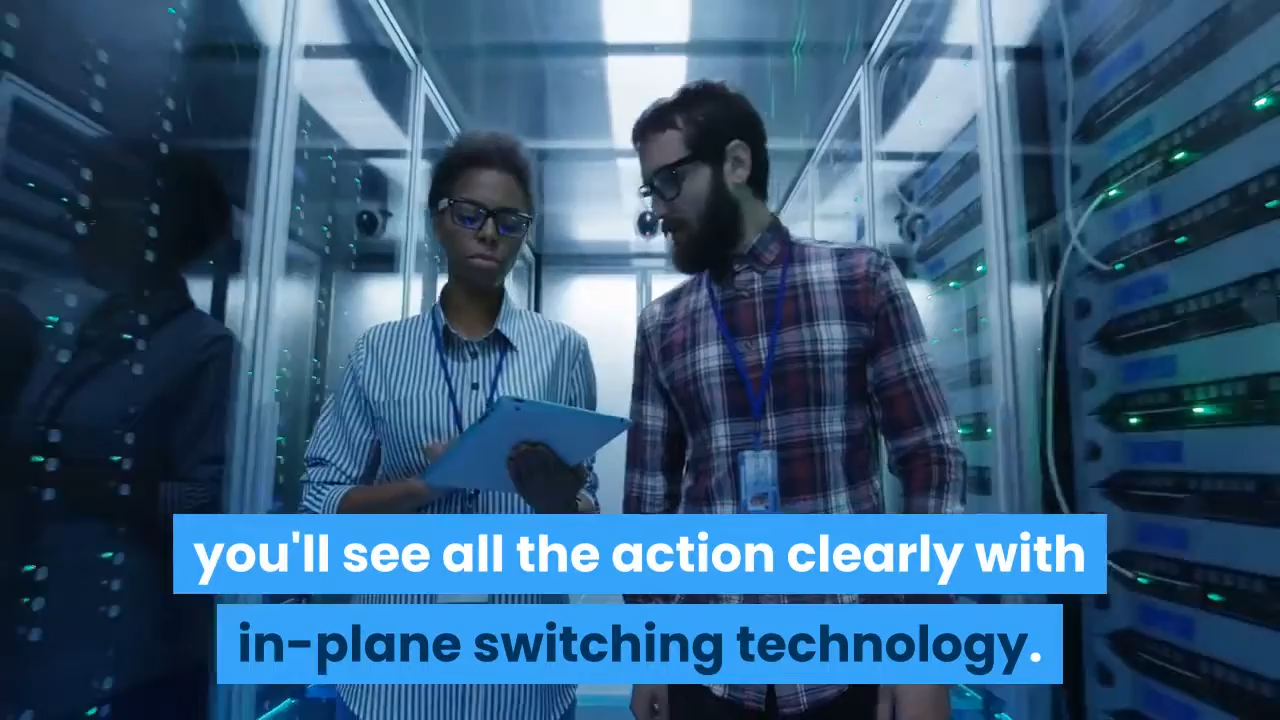 you'll see all the action clearly with
in-plane switching technology.